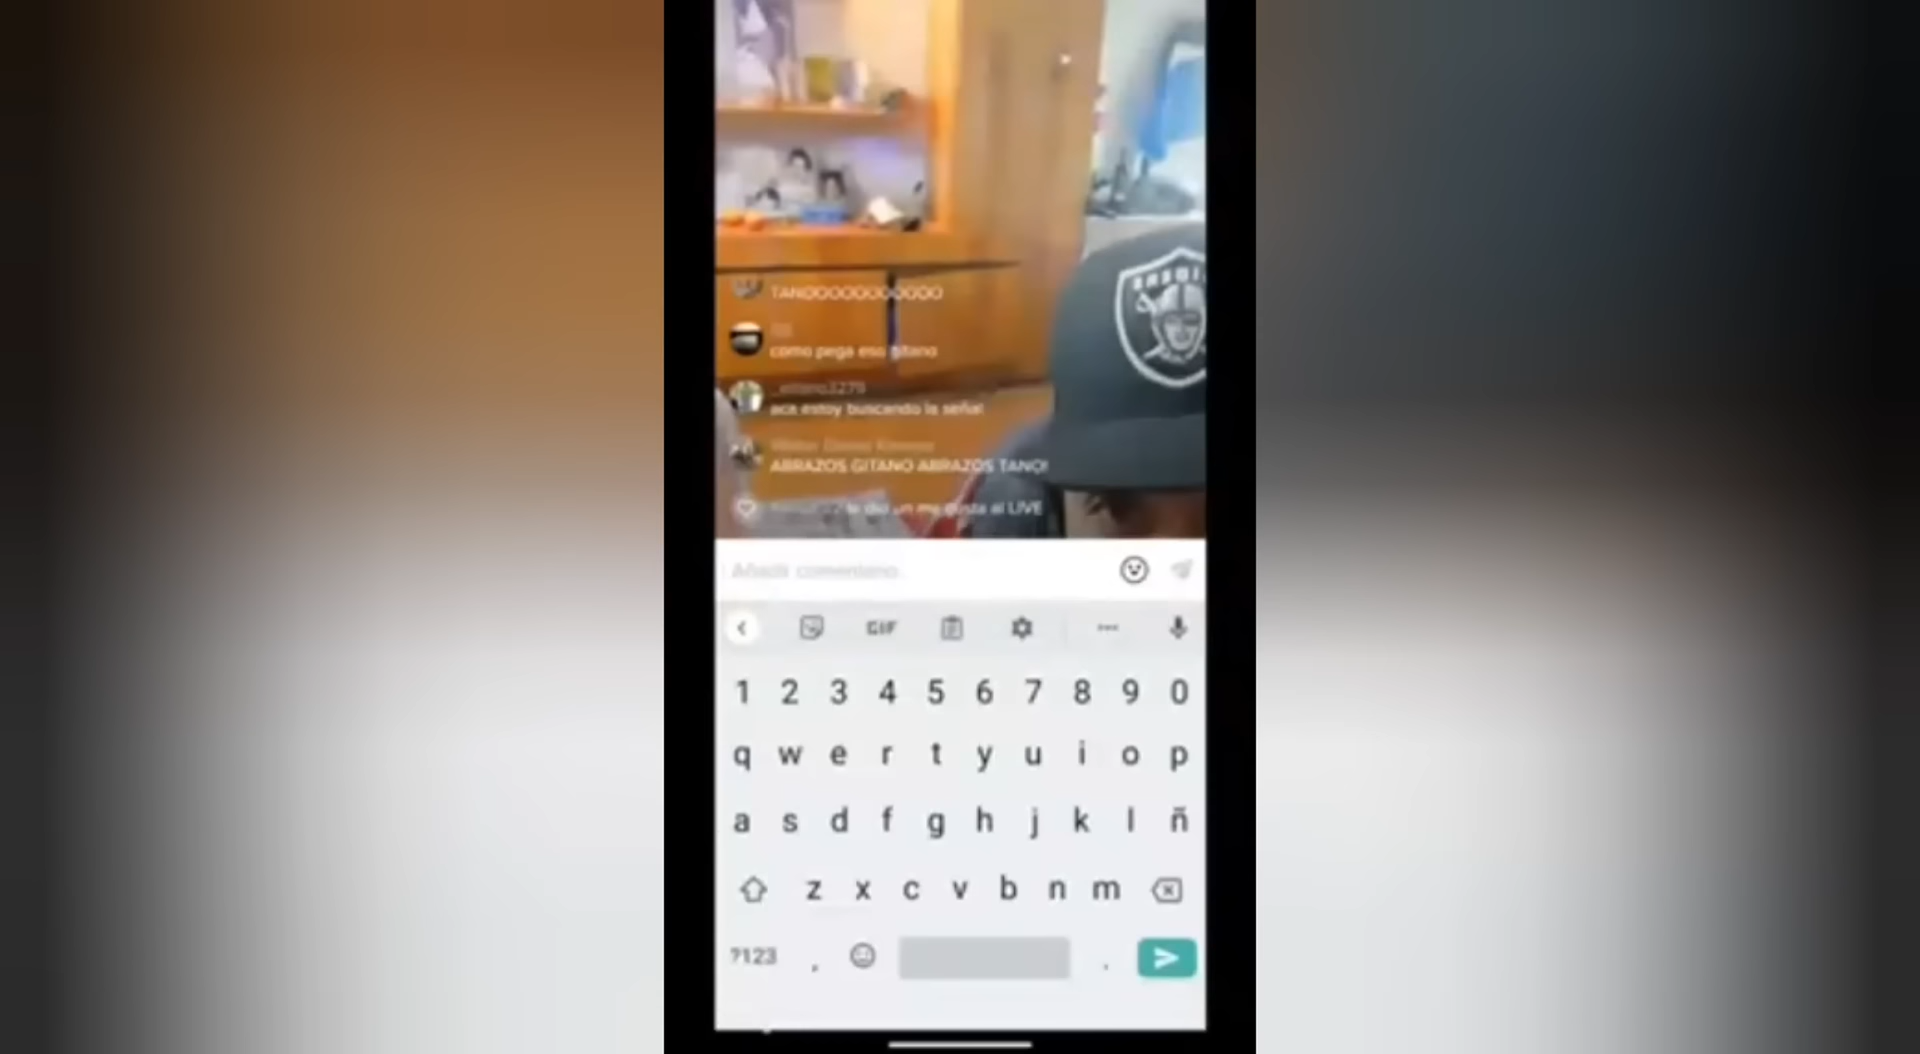 TANOOOOOOOOOOO
como pega eso gitano
aca estoy buscando la señal
ABRAZOS GITANO ABRAZOS TANO!
le dio un me gusta al LIVE
Añadir comentario...
GIF
1 2 3 4 5 6 7 8 9 0
q w e r t y u i o p
a s d f g h j k l ñ
z x c v b n m
?123 , .